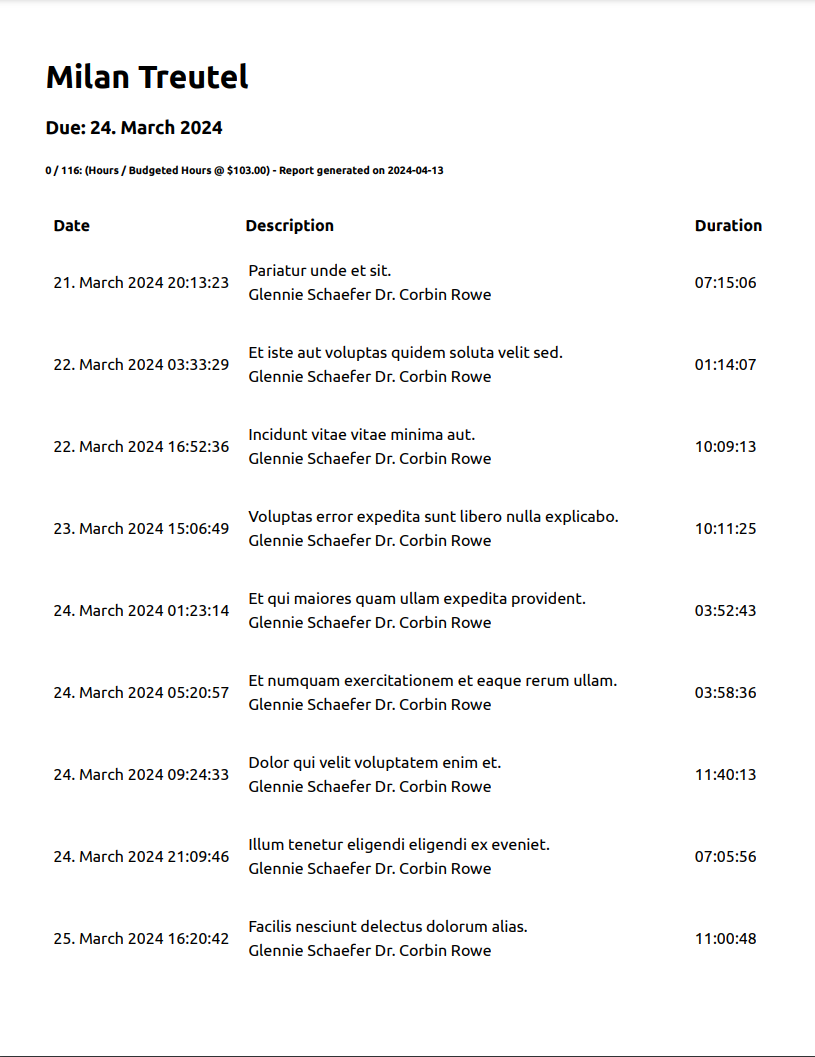 Milan Treutel
Due: 24. March 2024
0 / 116: (Hours / Budgeted Hours @ $103.00) - Report generated on 2024-04-13
Date Description Duration
21. March 2024 20:13:23 Pariatur unde et sit. 07:15:06
Glennie Schaefer Dr. Corbin Rowe
22. March 2024 03:33:29 Et iste aut voluptas quidem soluta velit sed. 01:14:07
Glennie Schaefer Dr. Corbin Rowe
22. March 2024 16:52:36 Incidunt vitae vitae minima aut. 10:09:13
Glennie Schaefer Dr. Corbin Rowe
23. March 2024 15:06:49 Voluptas error expedita sunt libero nulla explicabo. 10:11:25
Glennie Schaefer Dr. Corbin Rowe
24. March 2024 01:23:14 Et qui maiores quam ullam expedita provident. 03:52:43
Glennie Schaefer Dr. Corbin Rowe
24. March 2024 05:20:57 Et numquam exercitationem et eaque rerum ullam. 03:58:36
Glennie Schaefer Dr. Corbin Rowe
24. March 2024 09:24:33 Dolor qui velit voluptatem enim et. 11:40:13
Glennie Schaefer Dr. Corbin Rowe
24. March 2024 21:09:46 Illum tenetur eligendi eligendi ex eveniet. 07:05:56
Glennie Schaefer Dr. Corbin Rowe
25. March 2024 16:20:42 Facilis nesciunt delectus dolorum alias. 11:00:48
Glennie Schaefer Dr. Corbin Rowe